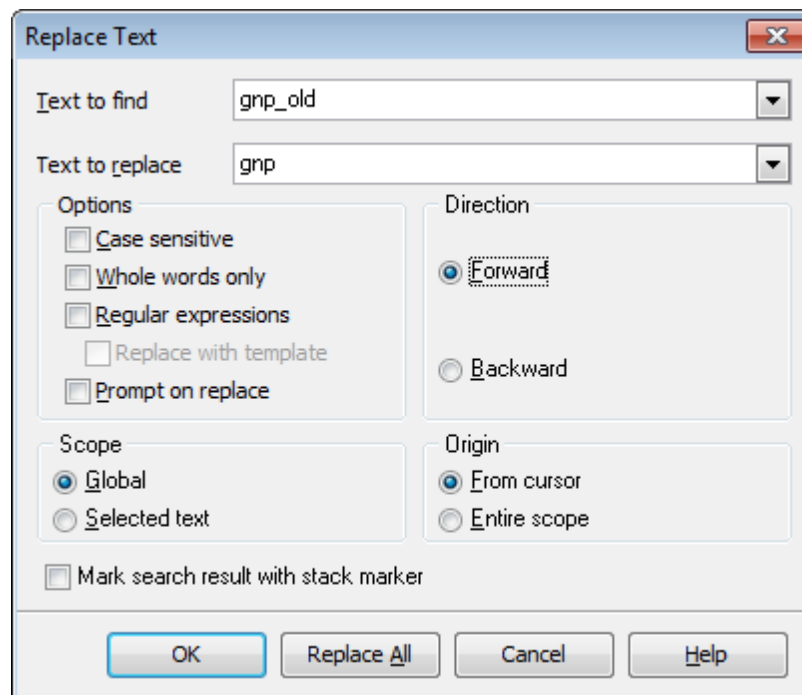 Replace Text
Text to find gnp_old
Text to replace gnp
Options
Case sensitive
Whole words only
Regular expressions
Replace with template
Prompt on replace
Direction
Forward
Backward
Scope
Global
Selected text
Origin
From cursor
Entire scope
Mark search result with stack marker
OK Replace All Cancel Help